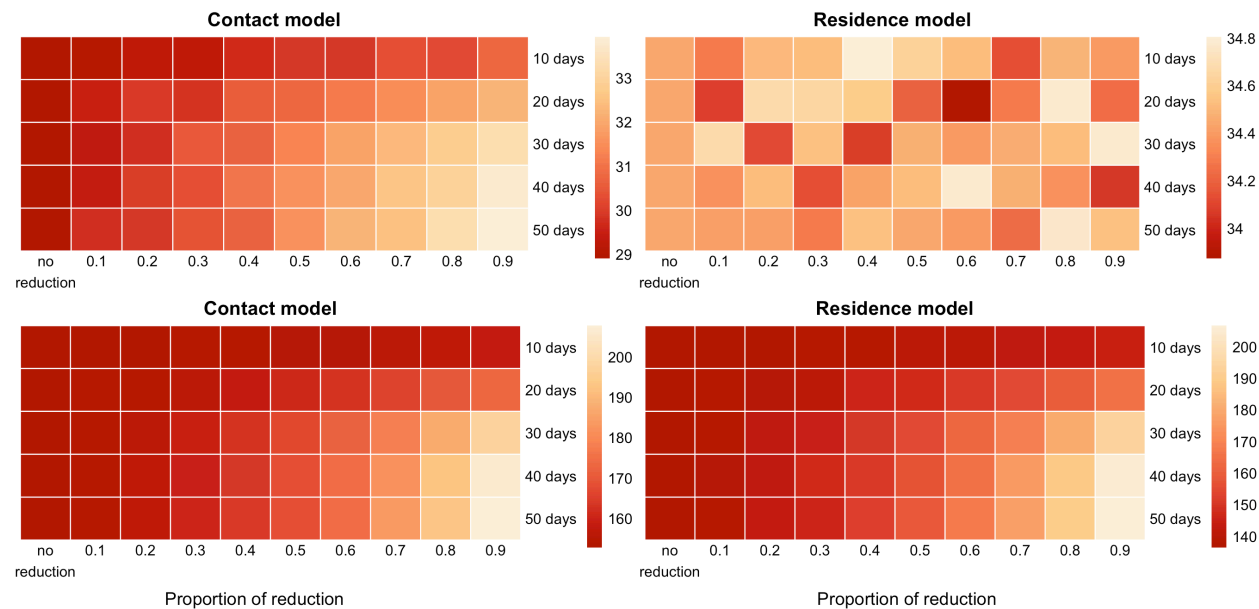 Contact model
Residence model
10 days
20 days
30 days
40 days
50 days
33
32
31
30
29
no reduction 0.1 0.2 0.3 0.4 0.5 0.6 0.7 0.8 0.9
10 days
20 days
30 days
40 days
50 days
34.8
34.6
34.4
34.2
34
no reduction 0.1 0.2 0.3 0.4 0.5 0.6 0.7 0.8 0.9
Contact model
Residence model
10 days
20 days
30 days
40 days
50 days
200
190
180
170
160
no reduction 0.1 0.2 0.3 0.4 0.5 0.6 0.7 0.8 0.9
Proportion of reduction
10 days
20 days
30 days
40 days
50 days
200
190
180
170
160
150
140
no reduction 0.1 0.2 0.3 0.4 0.5 0.6 0.7 0.8 0.9
Proportion of reduction